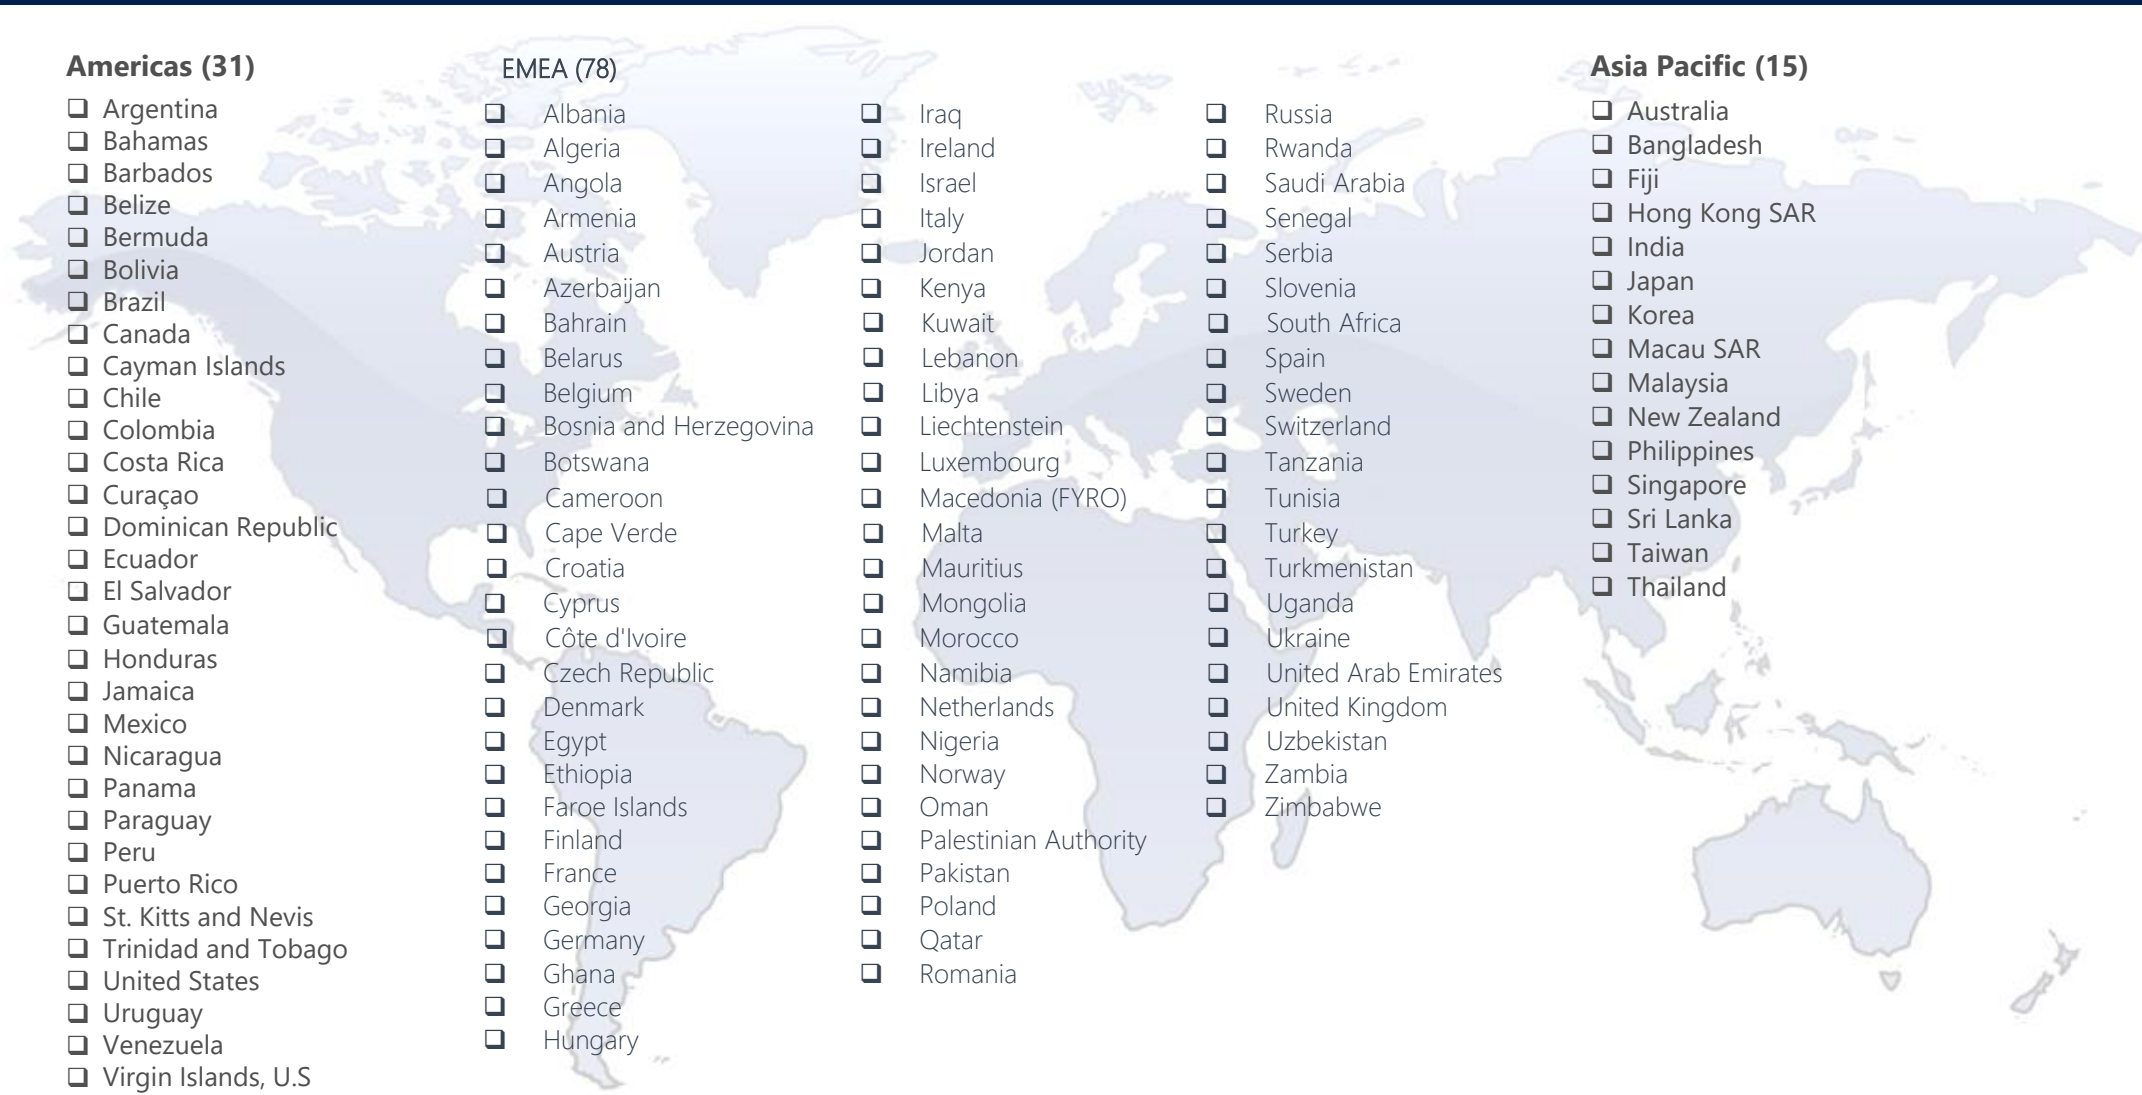 Americas (31)
❑ Argentina
❑ Bahamas
❑ Barbados
❑ Belize
❑ Bermuda
❑ Bolivia
❑ Brazil
❑ Canada
❑ Cayman Islands
❑ Chile
❑ Colombia
❑ Costa Rica
❑ Curaçao
❑ Dominican Republic
❑ Ecuador
❑ El Salvador
❑ Guatemala
❑ Honduras
❑ Jamaica
❑ Mexico
❑ Nicaragua
❑ Panama
❑ Paraguay
❑ Peru
❑ Puerto Rico
❑ St. Kitts and Nevis
❑ Trinidad and Tobago
❑ United States
❑ Uruguay
❑ Venezuela
❑ Virgin Islands, U.S
EMEA (78)
❑ Albania
❑ Algeria
❑ Angola
❑ Armenia
❑ Austria
❑ Azerbaijan
❑ Bahrain
❑ Belarus
❑ Belgium
❑ Bosnia and Herzegovina
❑ Botswana
❑ Cameroon
❑ Cape Verde
❑ Croatia
❑ Cyprus
❑ Côte d'Ivoire
❑ Czech Republic
❑ Denmark
❑ Egypt
❑ Ethiopia
❑ Faroe Islands
❑ Finland
❑ France
❑ Georgia
❑ Germany
❑ Ghana
❑ Greece
❑ Hungary
❑ Iraq
❑ Ireland
❑ Israel
❑ Italy
❑ Jordan
❑ Kenya
❑ Kuwait
❑ Lebanon
❑ Libya
❑ Liechtenstein
❑ Luxembourg
❑ Macedonia (FYRO)
❑ Malta
❑ Mauritius
❑ Mongolia
❑ Morocco
❑ Namibia
❑ Netherlands
❑ Nigeria
❑ Norway
❑ Oman
❑ Palestinian Authority
❑ Pakistan
❑ Poland
❑ Qatar
❑ Romania
❑ Russia
❑ Rwanda
❑ Saudi Arabia
❑ Senegal
❑ Serbia
❑ Slovenia
❑ South Africa
❑ Spain
❑ Sweden
❑ Switzerland
❑ Tanzania
❑ Tunisia
❑ Turkey
❑ Turkmenistan
❑ Uganda
❑ Ukraine
❑ United Arab Emirates
❑ United Kingdom
❑ Uzbekistan
❑ Zambia
❑ Zimbabwe
Asia Pacific (15)
❑ Australia
❑ Bangladesh
❑ Fiji
❑ Hong Kong SAR
❑ India
❑ Japan
❑ Korea
❑ Macau SAR
❑ Malaysia
❑ New Zealand
❑ Philippines
❑ Singapore
❑ Sri Lanka
❑ Taiwan
❑ Thailand